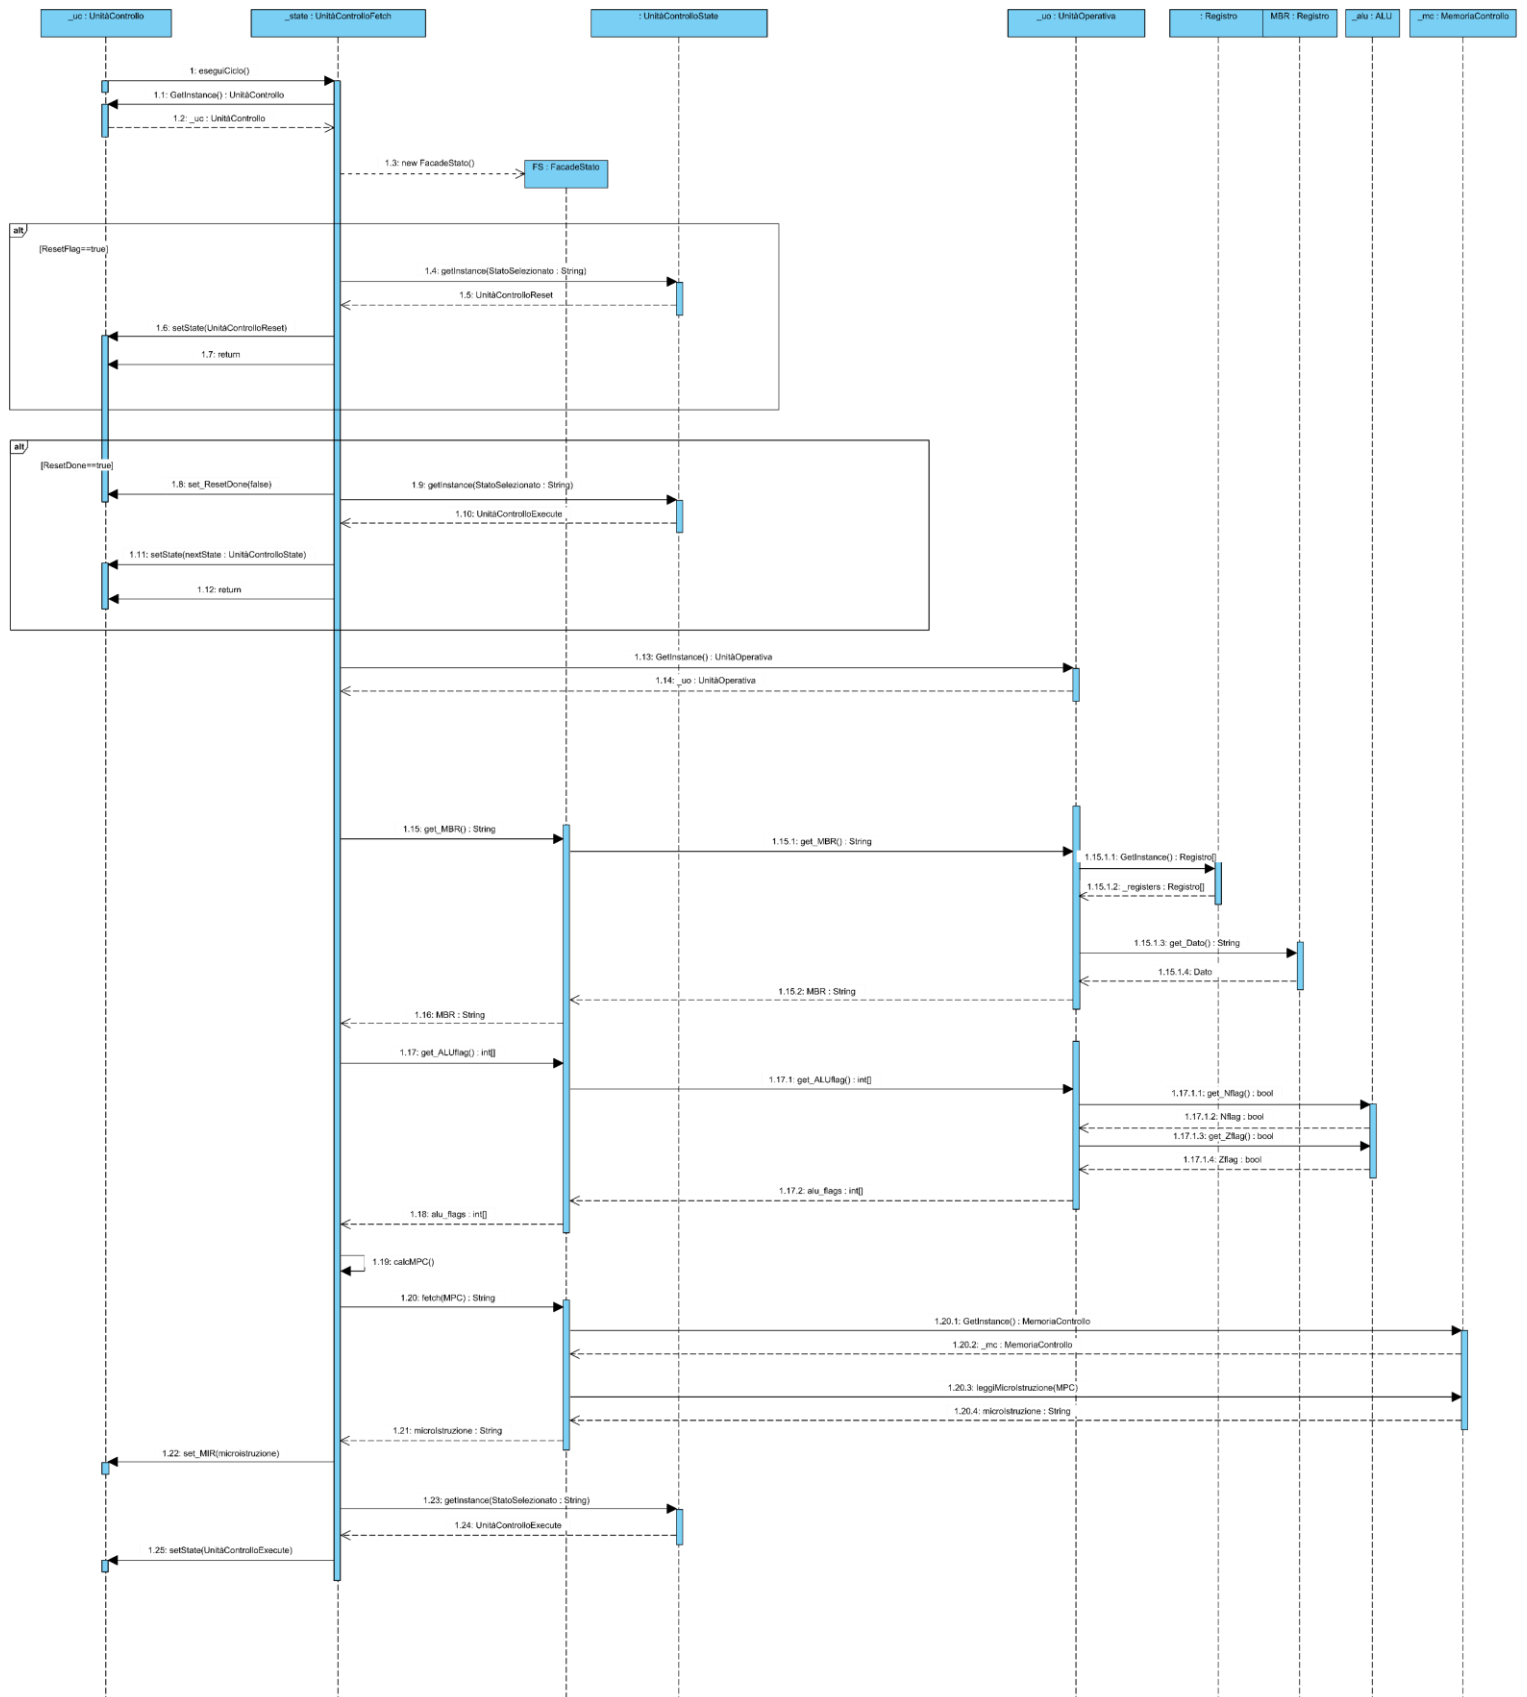 _uc : UnitàControllo
_state : UnitàControlloFetch
: UnitàControlloState
_uo : UnitàOperativa
: Registro
MBR : Registro
_alu : ALU
_mc : MemoriaControllo
1: eseguiCiclo()
1.1: GetInstance() : UnitàControllo
1.2: _uc : UnitàControllo
1.3: new FacadeStato()
FS : FacadeStato
alt
[ResetFlag==true]
1.4: getInstance(StatoSelezionato : String)
1.5: UnitàControlloReset
1.6: setState(UnitàControlloReset)
1.7: return
alt
[ResetDone==true]
1.8: set_ResetDone(false)
1.9: getInstance(StatoSelezionato : String)
1.10: UnitàControlloExecute
1.11: setState(nextState : UnitàControlloState)
1.12: return
1.13: GetInstance() : UnitàOperativa
1.14: _uo : UnitàOperativa
1.15: get_MBR() : String
1.15.1: get_MBR() : String
1.15.1.1: GetInstance() : Registro[]
1.15.1.2: _registers : Registro[]
1.15.1.3: get_Dato() : String
1.15.1.4: Dato
1.15.2: MBR : String
1.16: MBR : String
1.17: get_ALUflag() : int[]
1.17.1: get_ALUflag() : int[]
1.17.1.1: get_Nflag() : bool
1.17.1.2: Nflag : bool
1.17.1.3: get_Zflag() : bool
1.17.1.4: Zflag : bool
1.17.2: alu_flags : int[]
1.18: alu_flags : int[]
1.19: calcMPC()
1.20: fetch(MPC) : String
1.20.1: GetInstance() : MemoriaControllo
1.20.2: _mc : MemoriaControllo
1.20.3: leggiMicroIstruzione(MPC)
1.20.4: microIstruzione : String
1.21: microIstruzione : String
1.22: set_MIR(microistruzione)
1.23: getInstance(StatoSelezionato : String)
1.24: UnitàControlloExecute
1.25: setState(UnitàControlloExecute)